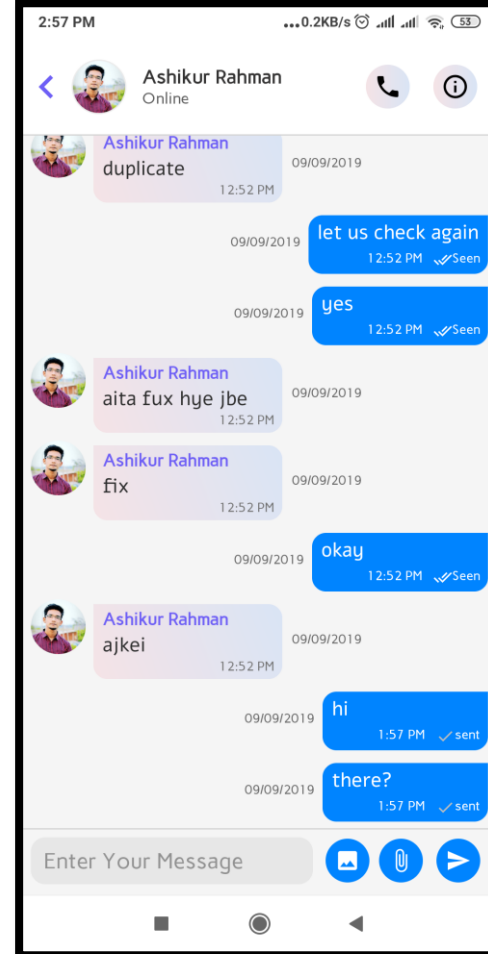 2:57 PM ...0.2KB/s 53
Ashikur Rahman
Online
Ashikur Rahman
duplicate
12:52 PM
09/09/2019
let us check again
09/09/2019
12:52 PM Seen
yes
09/09/2019
12:52 PM Seen
Ashikur Rahman
aita fux hye jbe
09/09/2019
12:52 PM
Ashikur Rahman
fix
09/09/2019
12:52 PM
okay
09/09/2019
12:52 PM Seen
Ashikur Rahman
ajkei
09/09/2019
12:52 PM
hi
09/09/2019
1:57 PM sent
there?
09/09/2019
1:57 PM sent
Enter Your Message